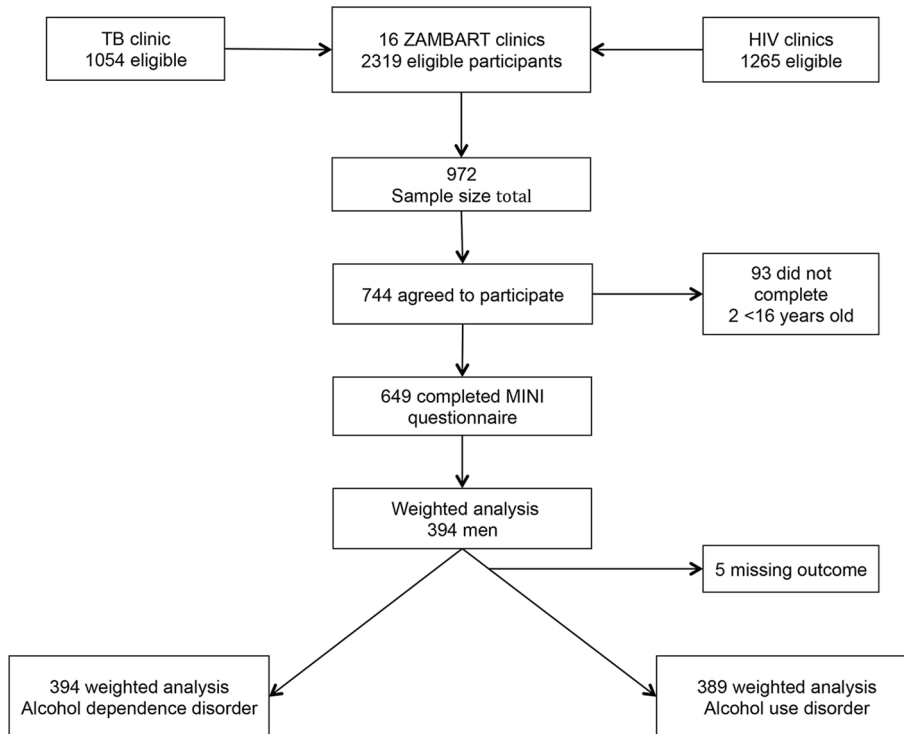 TB clinic
1054 eligible
16 ZAMBART clinics
2319 eligible participants
HIV clinics
1265 eligible
972
Sample size total
744 agreed to participate
93 did not
complete
2 <16 years old
649 completed MINI
questionnaire
Weighted analysis
394 men
5 missing outcome
394 weighted analysis
Alcohol dependence disorder
389 weighted analysis
Alcohol use disorder